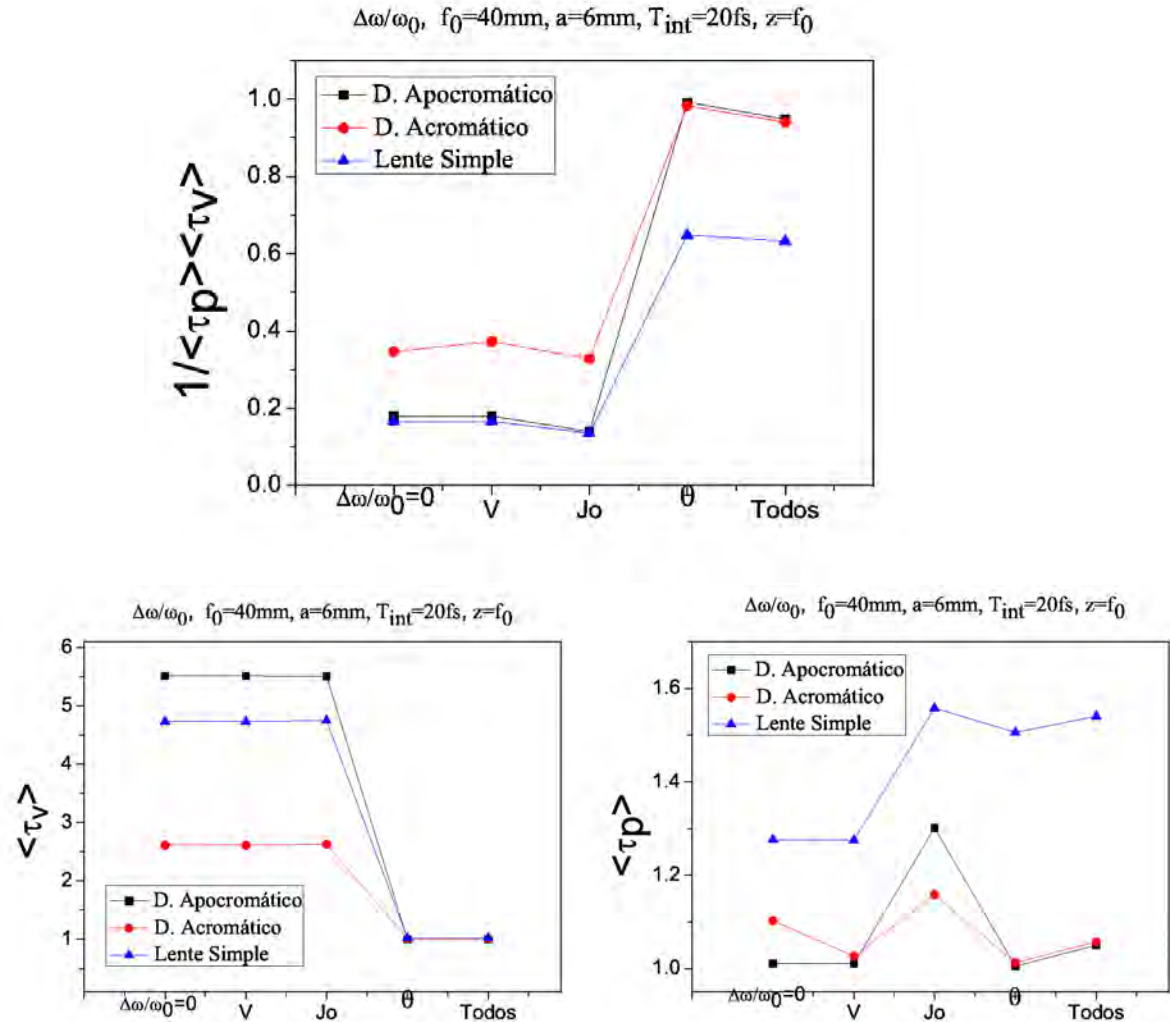 Δω/ω0, f0=40mm, a=6mm, Tint=20fs, z=f0
D. Apocromático
D. Acromático
Lente Simple
1/<τp><τv>
1.0
0.8
0.6
0.4
0.2
0.0
Δω/ω0=0 V Jo θ Todos
Δω/ω0, f0=40mm, a=6mm, Tint=20fs, z=f0
<τv>
6
5
4
3
2
1
D. Apocromático
D. Acromático
Lente Simple
Δω/ω0=0 V Jo θ Todos
Δω/ω0, f0=40mm, a=6mm, Tint=20fs, z=f0
D. Apocromático
D. Acromático
Lente Simple
<τp>
1.6
1.4
1.2
1.0
Δω/ω0=0 V Jo θ Todos